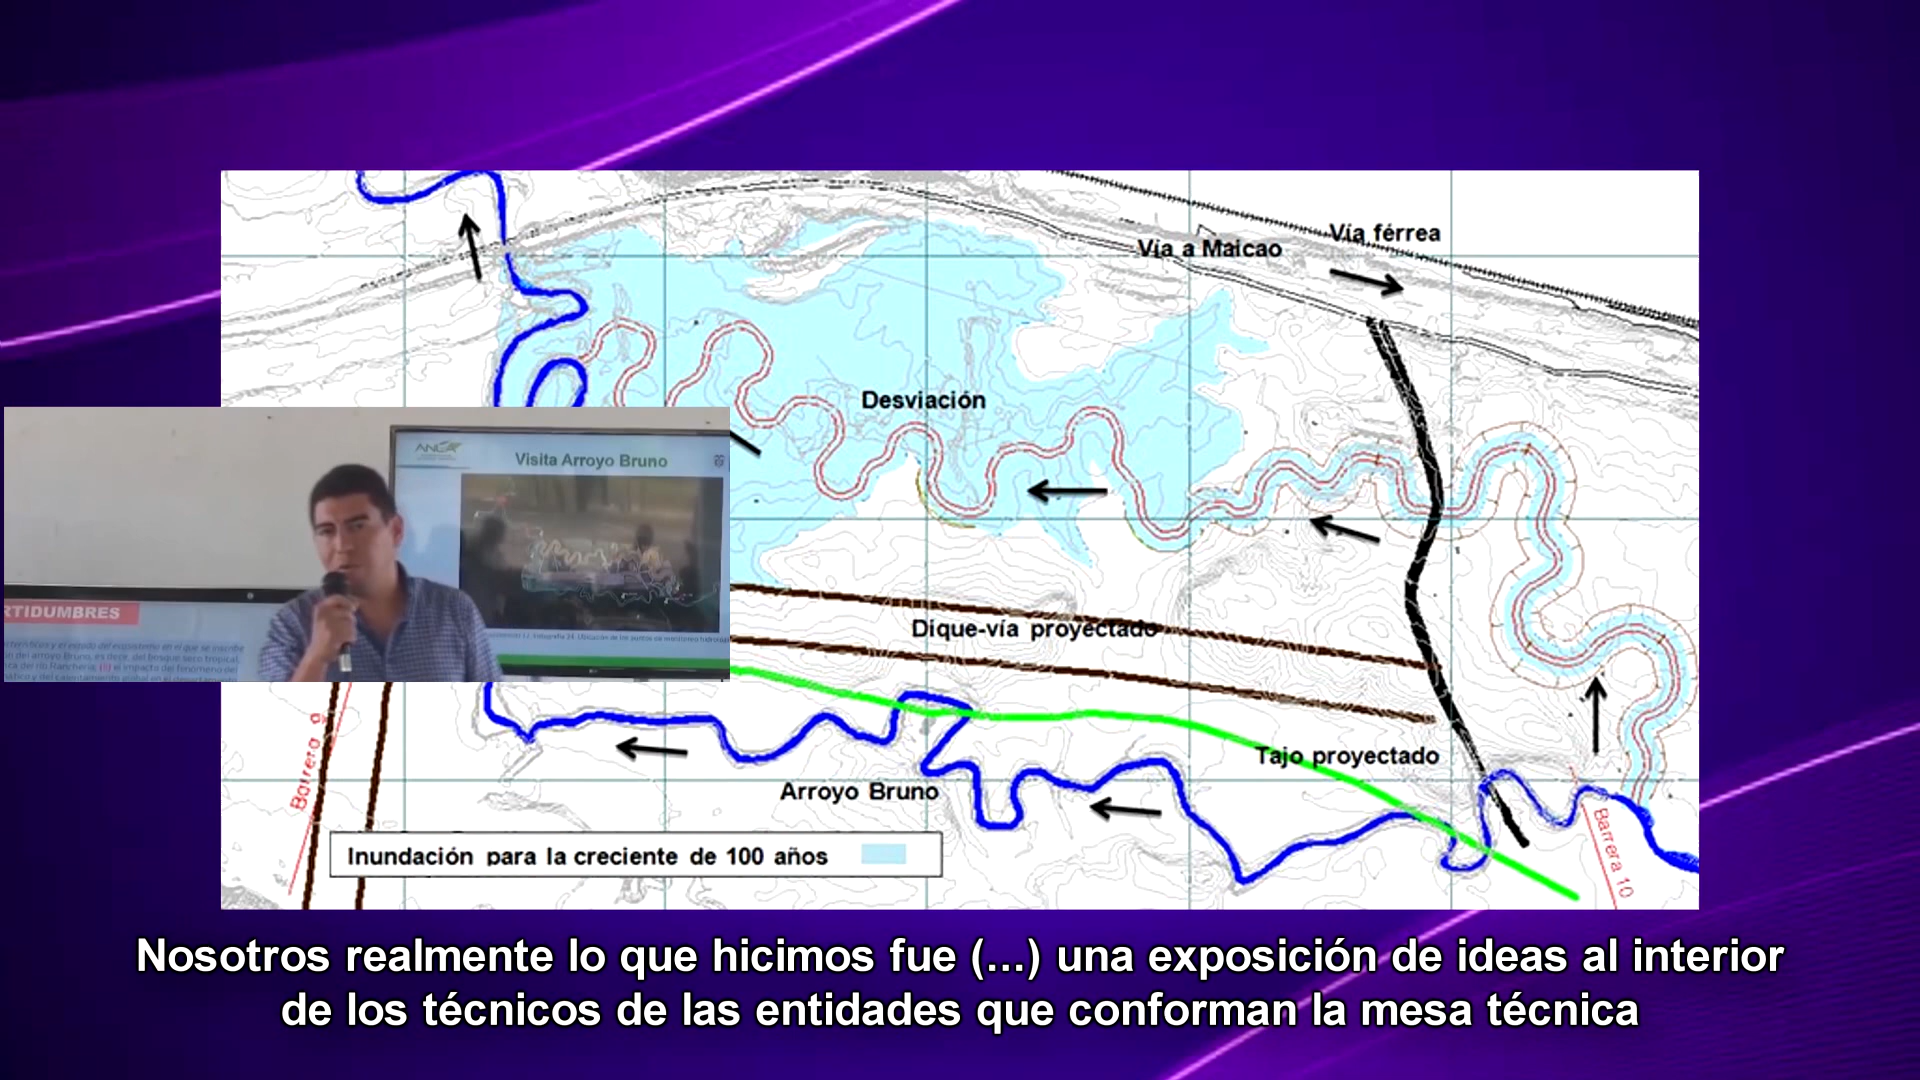 Vía férrea
Vía a Maicao
Desviación
ANLA
Visita Arroyo Bruno
Dique-vía proyectado
RTIDUMBRES
Tajo proyectado
Barrera 9
Arroyo Bruno
Barrera 10
Inundación para la creciente de 100 años
Nosotros realmente lo que hicimos fue (...) una exposición de ideas al interior
de los técnicos de las entidades que conforman la mesa técnica